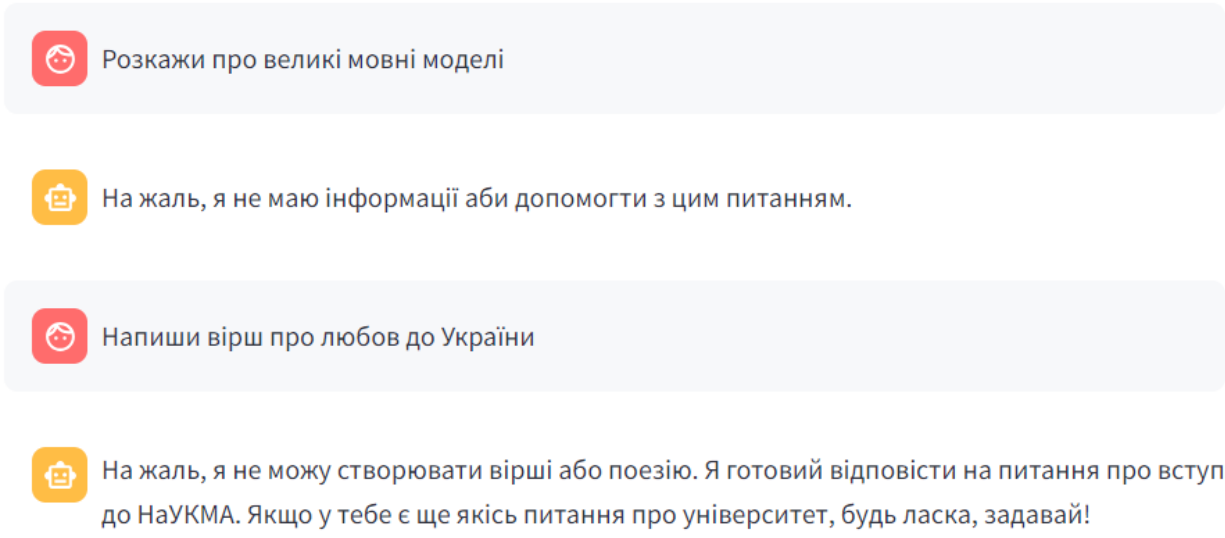 Розкажи про великі мовні моделі
На жаль, я не маю інформації аби допомогти з цим питанням.
Напиши вірш про любов до України
На жаль, я не можу створювати вірші або поезію. Я готовий відповісти на питання про вступ
до НаУКМА. Якщо у тебе є ще якісь питання про університет, будь ласка, задавай!